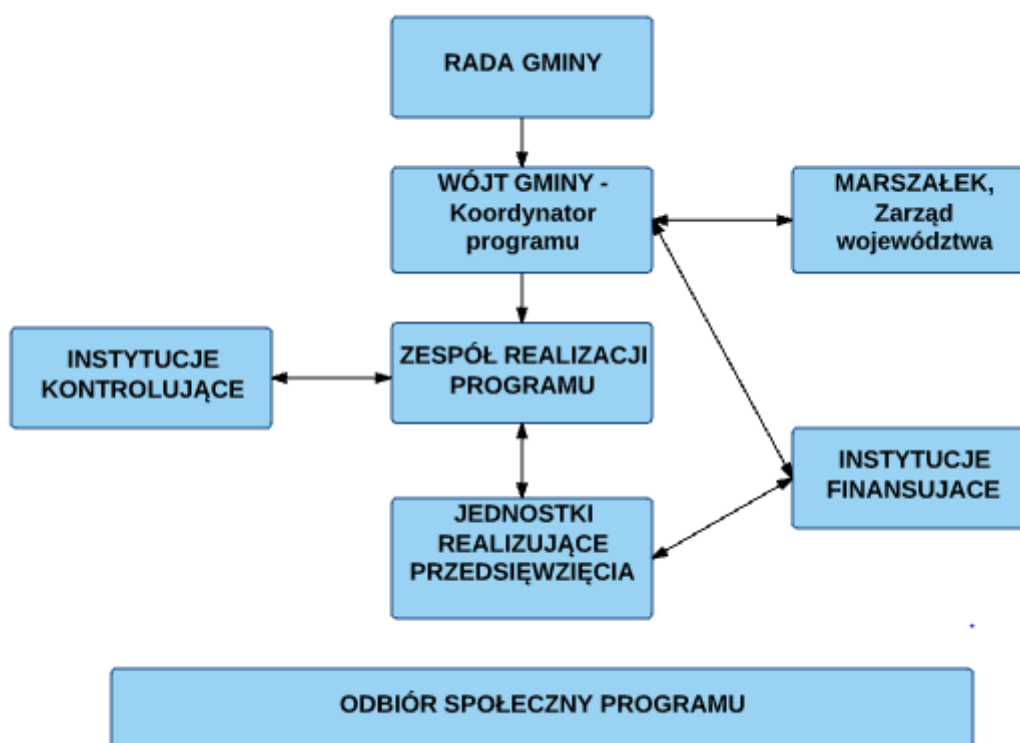 RADA GMINY
WÓJT GMINY -
Koordynator
programu
MARSZAŁEK,
Zarząd
województwa
INSTYTUCJE
KONTROLUJĄCE
ZESPÓŁ REALIZACJI
PROGRAMU
INSTYTUCJE
FINANSUJACE
JEDNOSTKI
REALIZUJĄCE
PRZEDSIĘWZIĘCIA
ODBIÓR SPOŁECZNY PROGRAMU